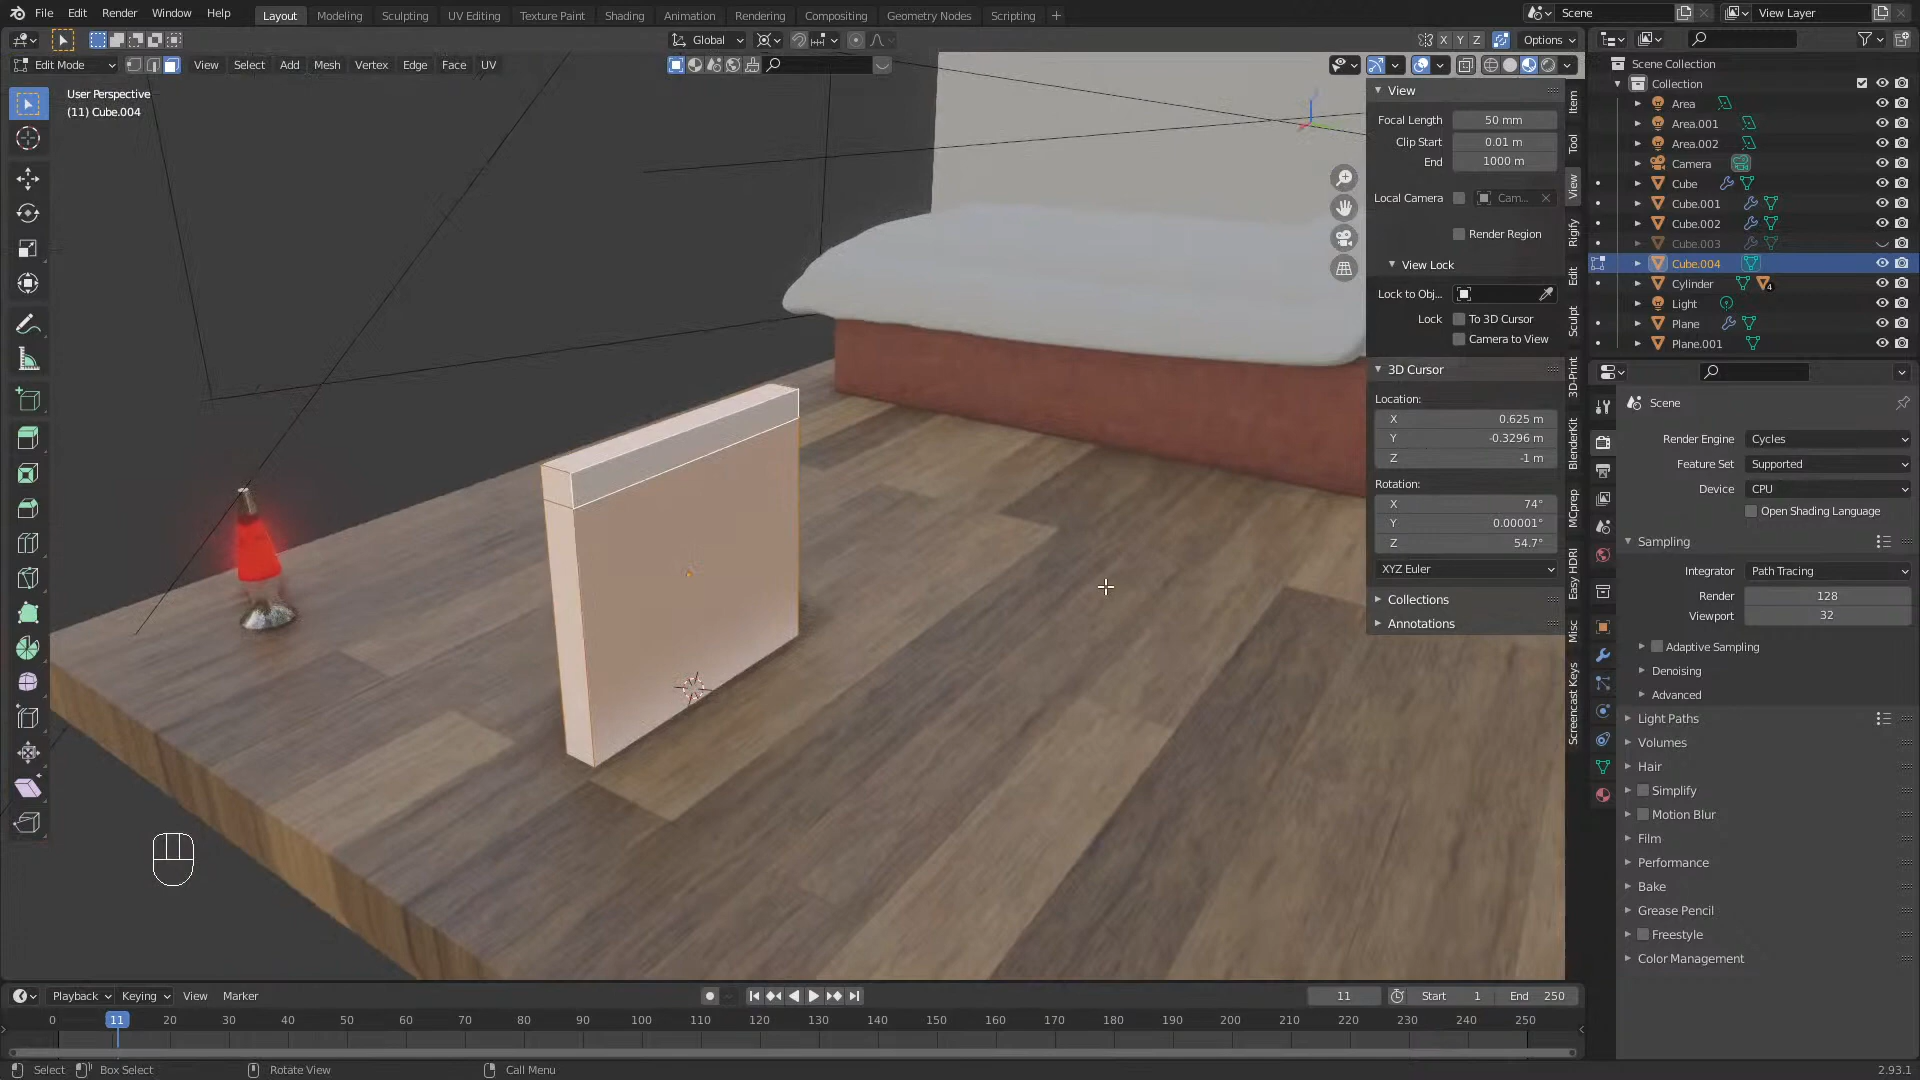 File Edit Render Window Help Layout Modeling Sculpting UV Editing Texture Paint Shading Animation Rendering Compositing Geometry Nodes Scripting + Scene View Layer
Global X Y Z Options
Edit Mode View Select Add Mesh Vertex Edge Face UV
User Perspective
(11) Cube.004
View
Focal Length 50 mm
Clip Start 0.01 m
End 1000 m
Local Camera Cam...
Render Region
View Lock
Lock to Obj...
Lock To 3D Cursor
Camera to View
3D Cursor
Location:
X 0.625 m
Y -0.3296 m
Z -1 m
Rotation:
X 74°
Y 0.00001°
Z 54.7°
XYZ Euler
Collections
Annotations
Item
Tool
View
Rigify
Edit
Sculpt
3D-Print
BlenderKit
MCprep
Easy HDRI
Misc
Screencast Keys
Scene Collection
Collection
Area
Area.001
Area.002
Camera
Cube
Cube.001
Cube.002
Cube.003
Cube.004
Cylinder 4
Light
Plane
Plane.001
Scene
Render Engine Cycles
Feature Set Supported
Device CPU
Open Shading Language
Sampling
Integrator Path Tracing
Render 128
Viewport 32
Adaptive Sampling
Denoising
Advanced
Light Paths
Volumes
Hair
Simplify
Motion Blur
Film
Performance
Bake
Grease Pencil
Freestyle
Color Management
Playback Keying View Marker 11 Start 1 End 250
0 11 20 30 40 50 60 70 80 90 100 110 120 130 140 150 160 170 180 190 200 210 220 230 240 250
Select Box Select Rotate View Call Menu 2.93.1